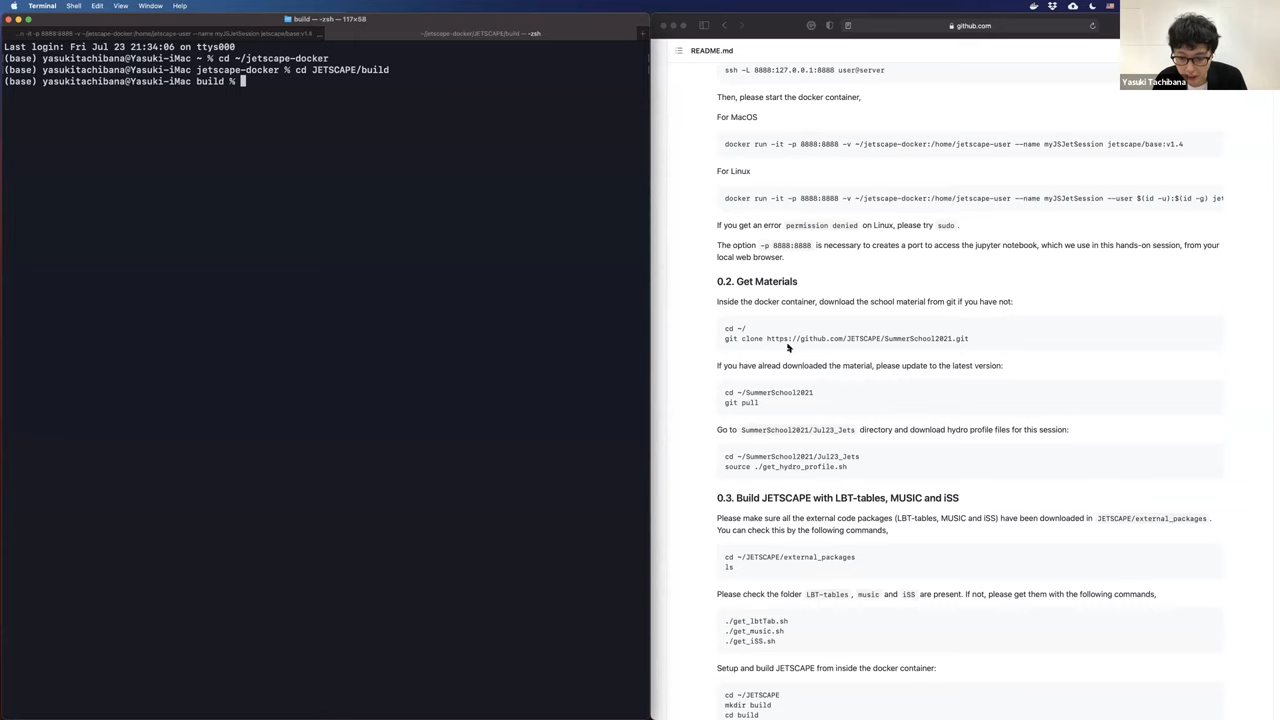 Terminal Shell Edit View Window Help
build — -zsh — 117×58
~/jetscape-docker/JETSCAPE/build — -zsh
Last login: Fri Jul 23 21:34:06 on ttys000
(base) yasukitachibana@Yasuki-iMac ~ % cd ~/jetscape-docker
(base) yasukitachibana@Yasuki-iMac jetscape-docker % cd JETSCAPE/build
(base) yasukitachibana@Yasuki-iMac build %
github.com
Yasuki Tachibana
README.md
ssh -L 8888:127.0.0.1:8888 user@server
Then, please start the docker container,
For MacOS
docker run -it -p 8888:8888 -v ~/jetscape-docker:/home/jetscape-user --name myJSJetSession jetscape/base:v1.4
For Linux
docker run -it -p 8888:8888 -v ~/jetscape-docker:/home/jetscape-user --name myJSJetSession --user $(id -u):$(id -g) jet
If you get an error permission denied on Linux, please try sudo .
The option -p 8888:8888 is necessary to creates a port to access the jupyter notebook, which we use in this hands-on session, from your
local web browser.
0.2. Get Materials
Inside the docker container, download the school material from git if you have not:
cd ~/
git clone https://github.com/JETSCAPE/SummerSchool2021.git
If you have alread downloaded the material, please update to the latest version:
cd ~/SummerSchool2021
git pull
Go to SummerSchool2021/Jul23_Jets directory and download hydro profile files for this session:
cd ~/SummerSchool2021/Jul23_Jets
source ./get_hydro_profile.sh
0.3. Build JETSCAPE with LBT-tables, MUSIC and iSS
Please make sure all the external code packages (LBT-tables, MUSIC and iSS) have been downloaded in JETSCAPE/external_packages .
You can check this by the following commands,
cd ~/JETSCAPE/external_packages
ls
Please check the folder LBT-tables , music and iSS are present. If not, please get them with the following commands,
./get_lbtTab.sh
./get_music.sh
./get_iSS.sh
Setup and build JETSCAPE from inside the docker container:
cd ~/JETSCAPE
mkdir build
cd build